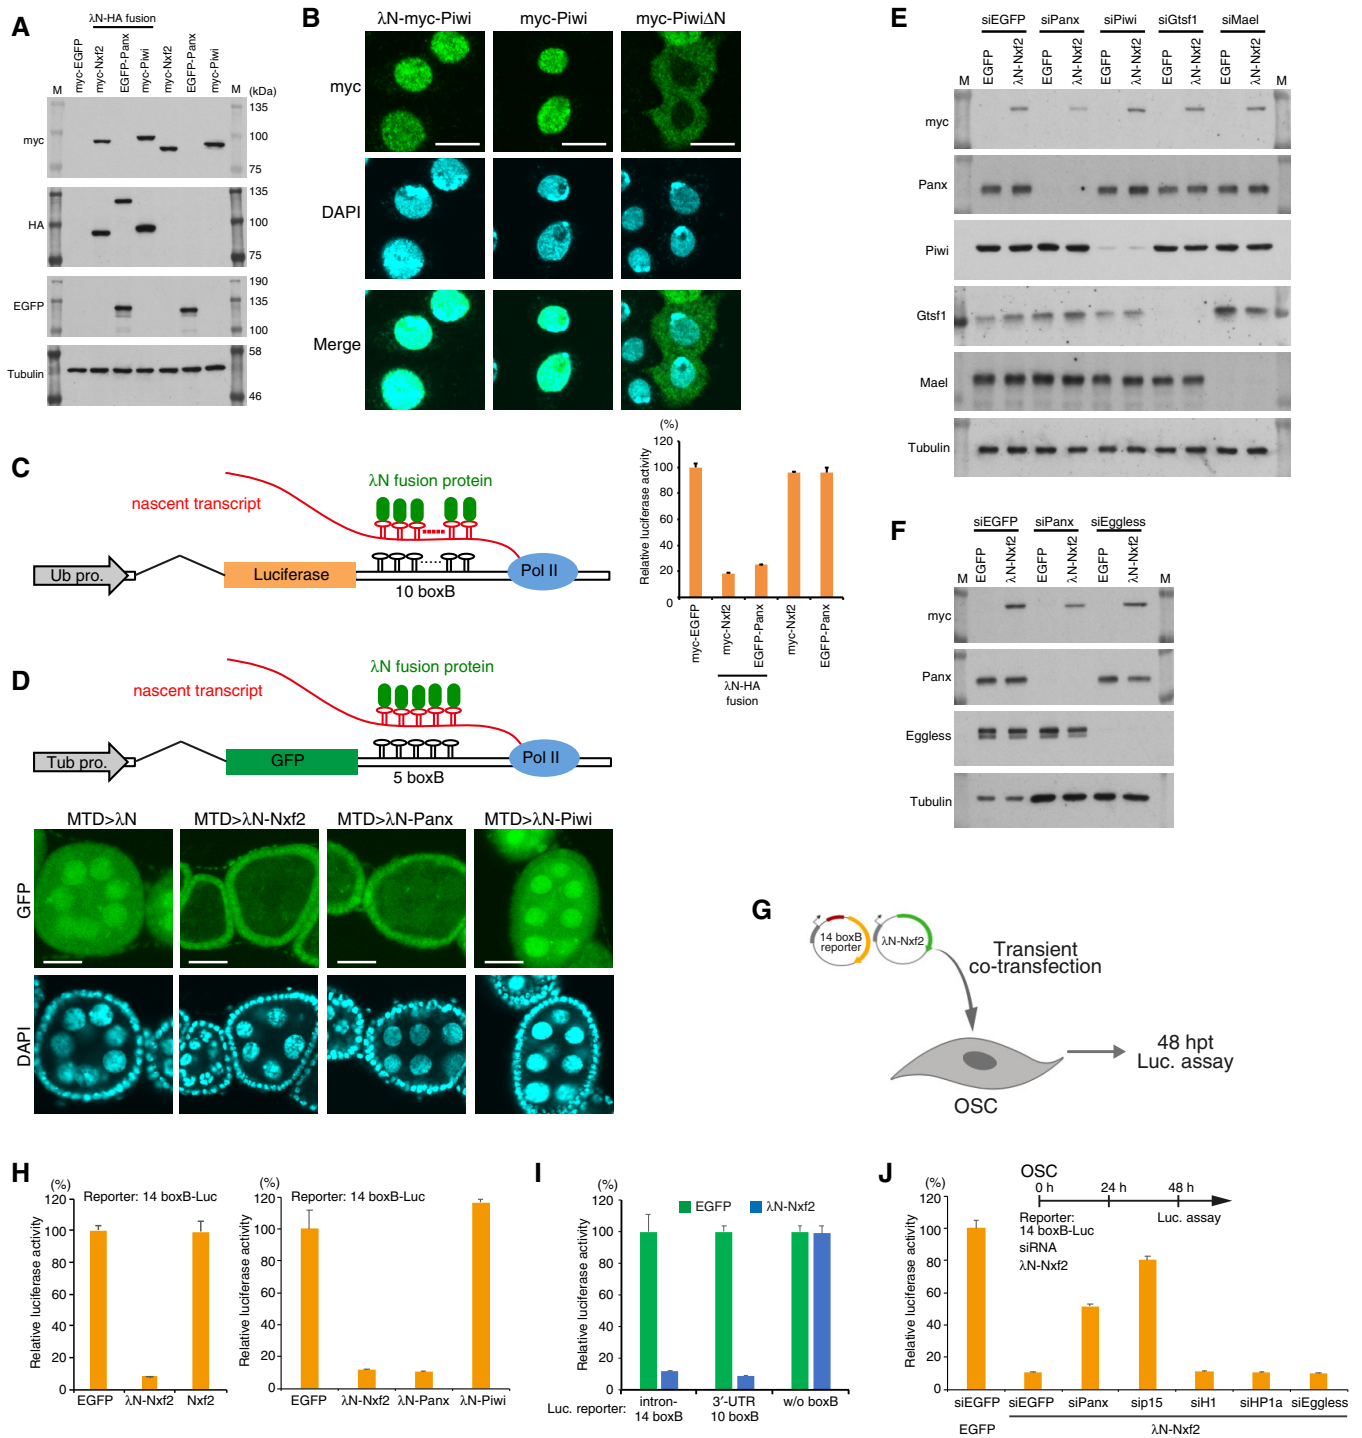 A
λN-HA fusion
M
myc-EGFP
myc-Nxf2
EGFP-Panx
myc-Piwi
myc-Nxf2
EGFP-Panx
myc-Piwi
M
(kDa)
myc
135
100
75
HA
135
100
75
EGFP
190
135
100
Tubulin
58
46
B
λN-myc-Piwi
myc-Piwi
myc-PiwiΔN
myc
DAPI
Merge
C
λN fusion protein
nascent transcript
Ub pro.
Luciferase
10 boxB
Pol II
(%)
Relative luciferase activity
120
100
80
60
40
20
0
myc-EGFP
myc-Nxf2
EGFP-Panx
myc-Nxf2
EGFP-Panx
λN-HA
fusion
D
λN fusion protein
nascent transcript
Tub pro.
GFP
5 boxB
Pol II
MTD>λN
MTD>λN-Nxf2
MTD>λN-Panx
MTD>λN-Piwi
GFP
DAPI
E
siEGFP
siPanx
siPiwi
siGtsf1
siMael
M
EGFP
λN-Nxf2
EGFP
λN-Nxf2
EGFP
λN-Nxf2
EGFP
λN-Nxf2
EGFP
λN-Nxf2
M
myc
Panx
Piwi
Gtsf1
Mael
Tubulin
F
siEGFP
siPanx
siEggless
M
EGFP
λN-Nxf2
EGFP
λN-Nxf2
EGFP
λN-Nxf2
M
myc
Panx
Eggless
Tubulin
G
14 boxB
reporter
λN-Nxf2
Transient
co-transfection
OSC
48 hpt
Luc. assay
H
(%)
Relative luciferase activity
Reporter: 14 boxB-Luc
120
100
80
60
40
20
0
EGFP
λN-Nxf2
Nxf2
(%)
Relative luciferase activity
Reporter: 14 boxB-Luc
120
100
80
60
40
20
0
EGFP
λN-Nxf2
λN-Panx
λN-Piwi
I
(%)
Relative luciferase activity
EGFP
λN-Nxf2
120
100
80
60
40
20
0
Luc. reporter:
intron-
14 boxB
3′-UTR
10 boxB
w/o boxB
J
(%)
Relative luciferase activity
OSC
0 h
24 h
48 h
Reporter:
14 boxB-Luc
siRNA
λN-Nxf2
Luc. assay
120
100
80
60
40
20
0
siEGFP
siEGFP
siPanx
sip15
siH1
siHP1a
siEggless
EGFP
λN-Nxf2